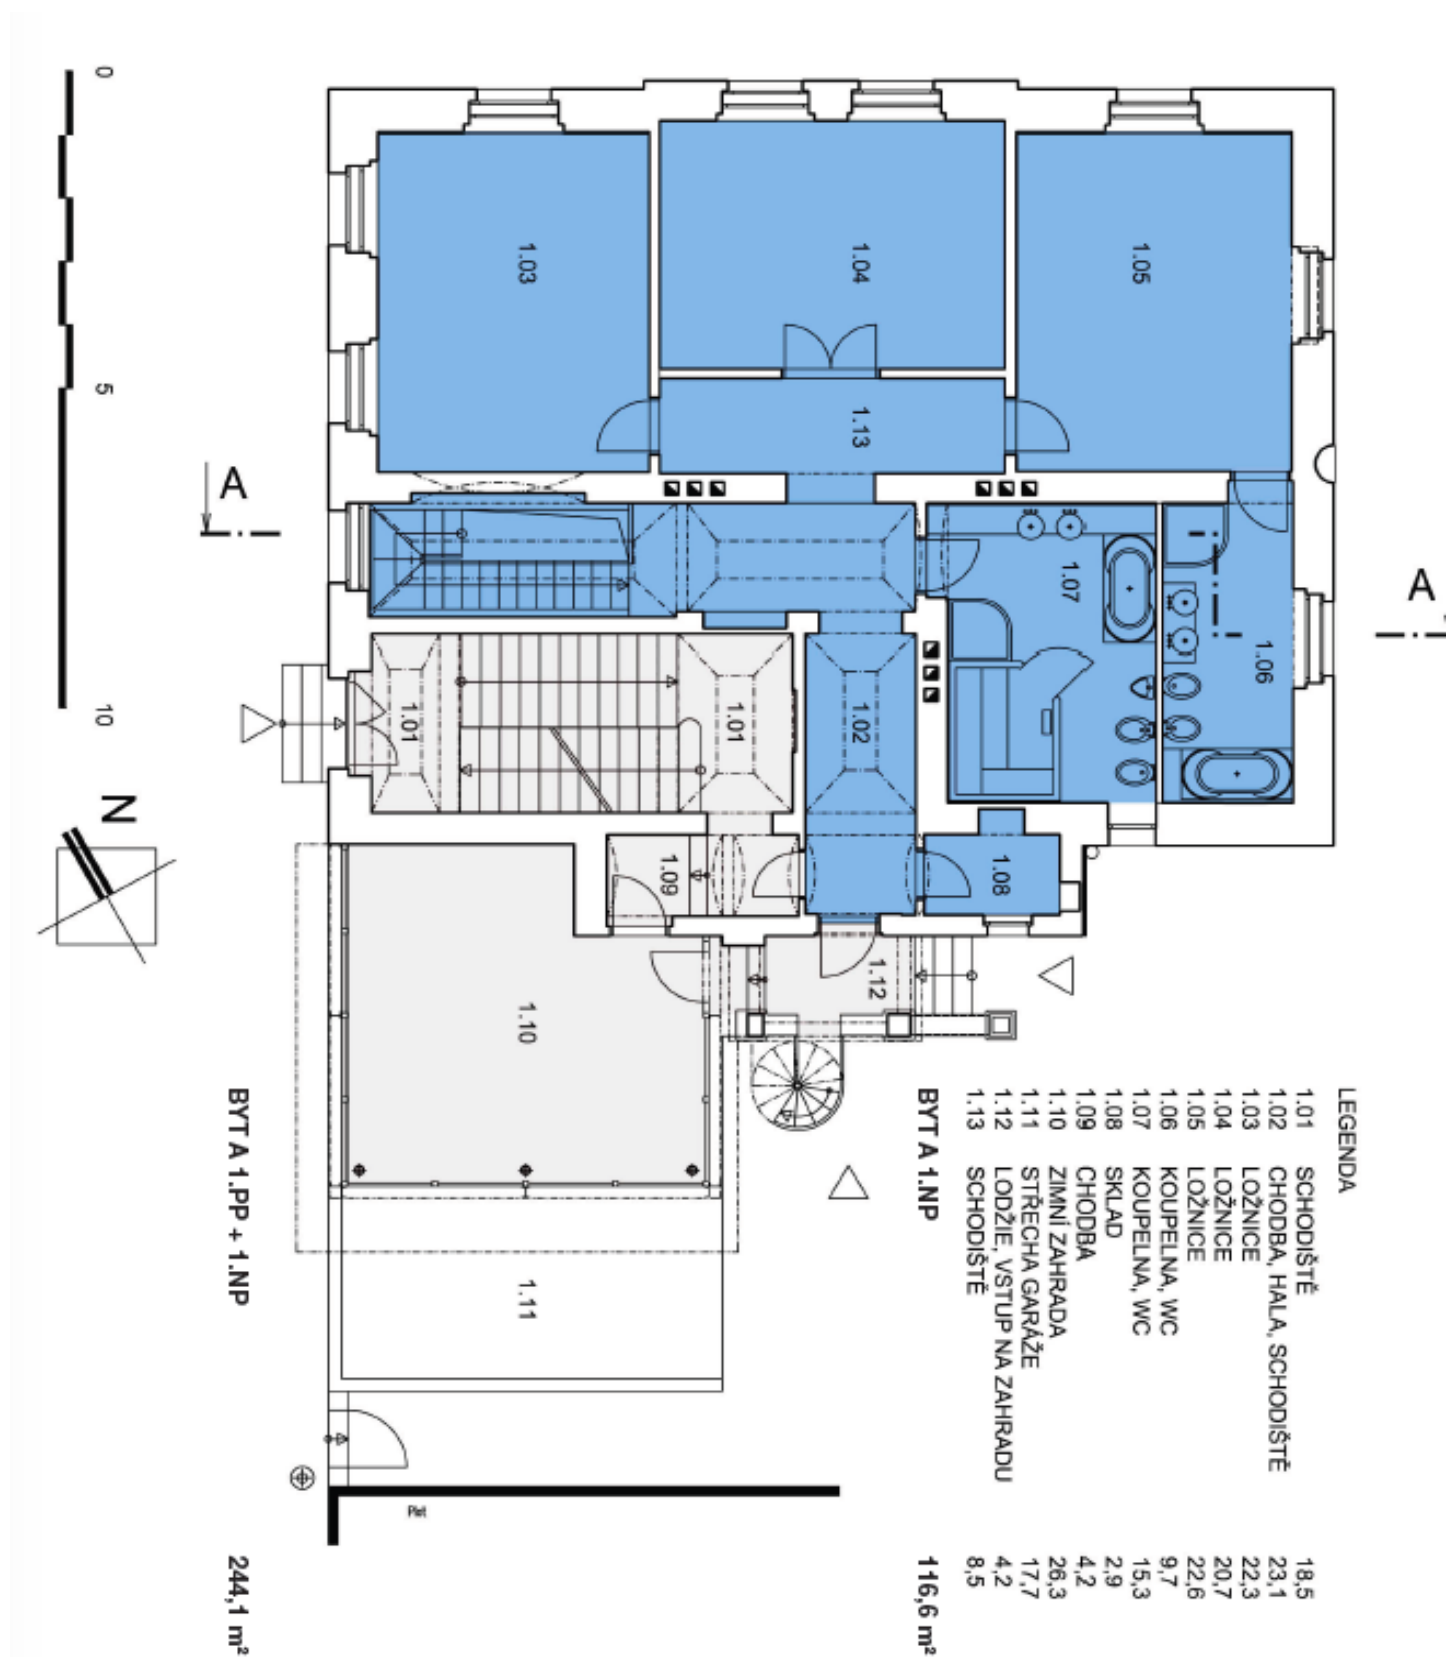 0
5
10
N
A
A
1.03
1.04
1.05
1.13
1.07
1.06
1.01
1.01
1.02
1.09
1.08
1.12
1.10
1.11
LEGENDA
1.01 SCHODIŠTĚ 18,5
1.02 CHODBA, HALA, SCHODIŠTĚ 23,1
1.03 LOŽNICE 22,3
1.04 LOŽNICE 20,7
1.05 LOŽNICE 22,6
1.06 KOUPELNA, WC 9,7
1.07 KOUPELNA, WC 15,3
1.08 SKLAD 2,9
1.09 CHODBA 4,2
1.10 ZIMNÍ ZAHRADA 26,3
1.11 STŘECHA GARÁŽE 17,7
1.12 LODŽIE, VSTUP NA ZAHRADU 4,2
1.13 SCHODIŠTĚ 8,5
BYT A 1.NP 116,6 m²
BYT A 1.PP + 1.NP 244,1 m²